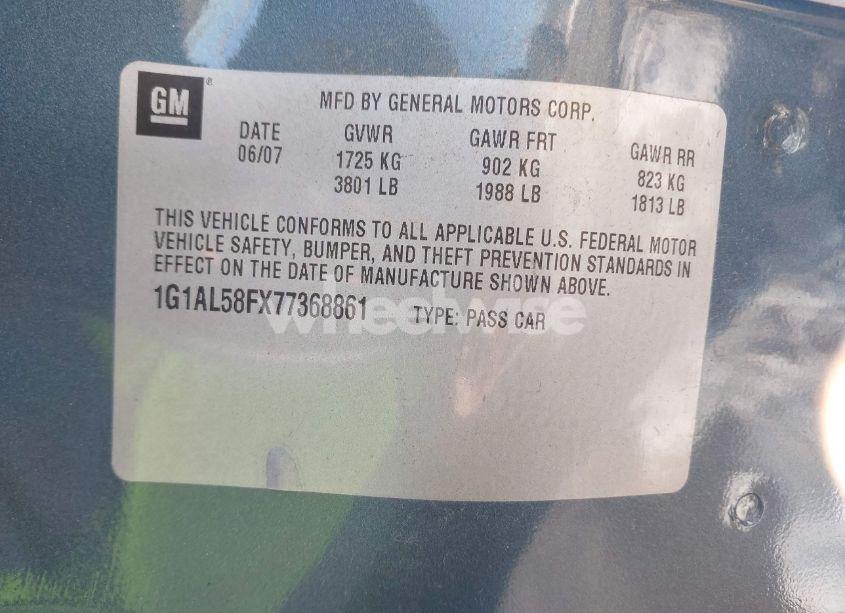 GM ®
MFD BY GENERAL MOTORS CORP.
DATE GVWR GAWR FRT GAWR RR
06/07 1725 KG 902 KG 823 KG
3801 LB 1988 LB 1813 LB
THIS VEHICLE CONFORMS TO ALL APPLICABLE U.S. FEDERAL MOTOR
VEHICLE SAFETY, BUMPER, AND THEFT PREVENTION STANDARDS IN
EFFECT ON THE DATE OF MANUFACTURE SHOWN ABOVE.
1G1AL58FX77368861 TYPE: PASS CAR
wheelwise